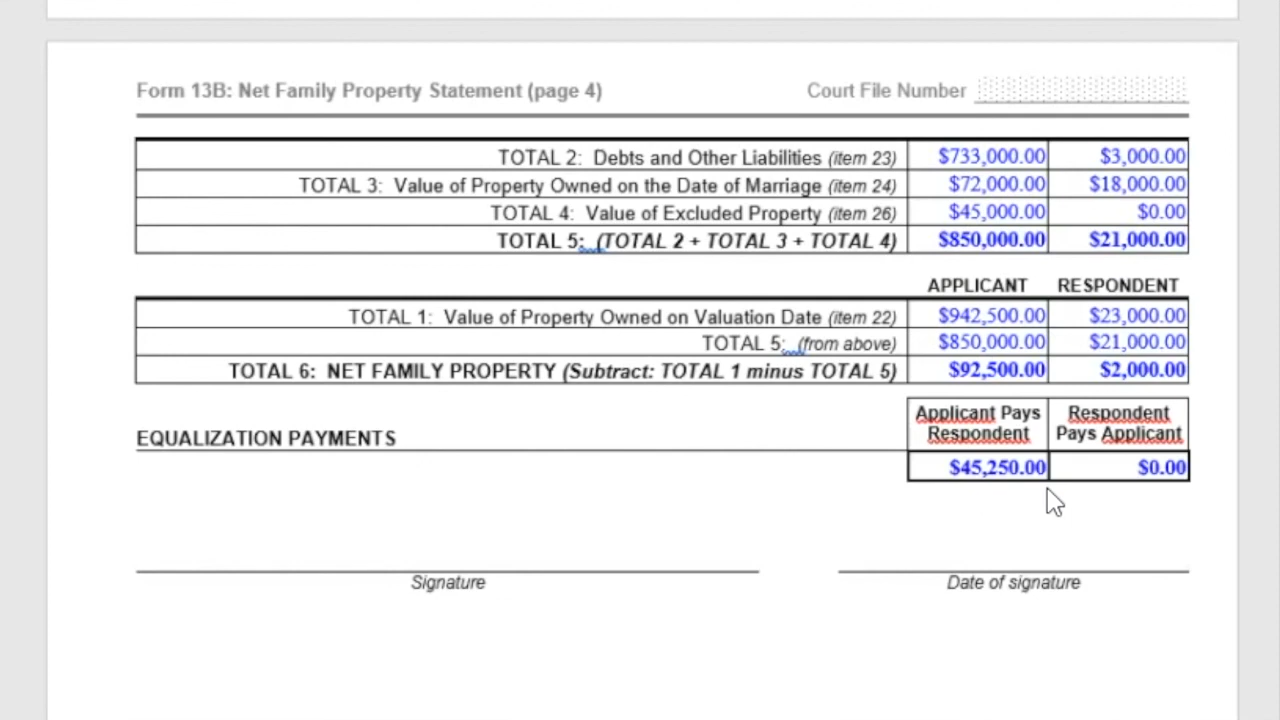 Form 13B: Net Family Property Statement (page 4) Court File Number
TOTAL 2: Debts and Other Liabilities (item 23) $733,000.00 $3,000.00
TOTAL 3: Value of Property Owned on the Date of Marriage (item 24) $72,000.00 $18,000.00
TOTAL 4: Value of Excluded Property (item 26) $45,000.00 $0.00
TOTAL 5: (TOTAL 2 + TOTAL 3 + TOTAL 4) $850,000.00 $21,000.00
APPLICANT RESPONDENT
TOTAL 1: Value of Property Owned on Valuation Date (item 22) $942,500.00 $23,000.00
TOTAL 5: (from above) $850,000.00 $21,000.00
TOTAL 6: NET FAMILY PROPERTY (Subtract: TOTAL 1 minus TOTAL 5) $92,500.00 $2,000.00
Applicant Pays Respondent
Respondent Pays Applicant
EQUALIZATION PAYMENTS
$45,250.00 $0.00
Signature Date of signature